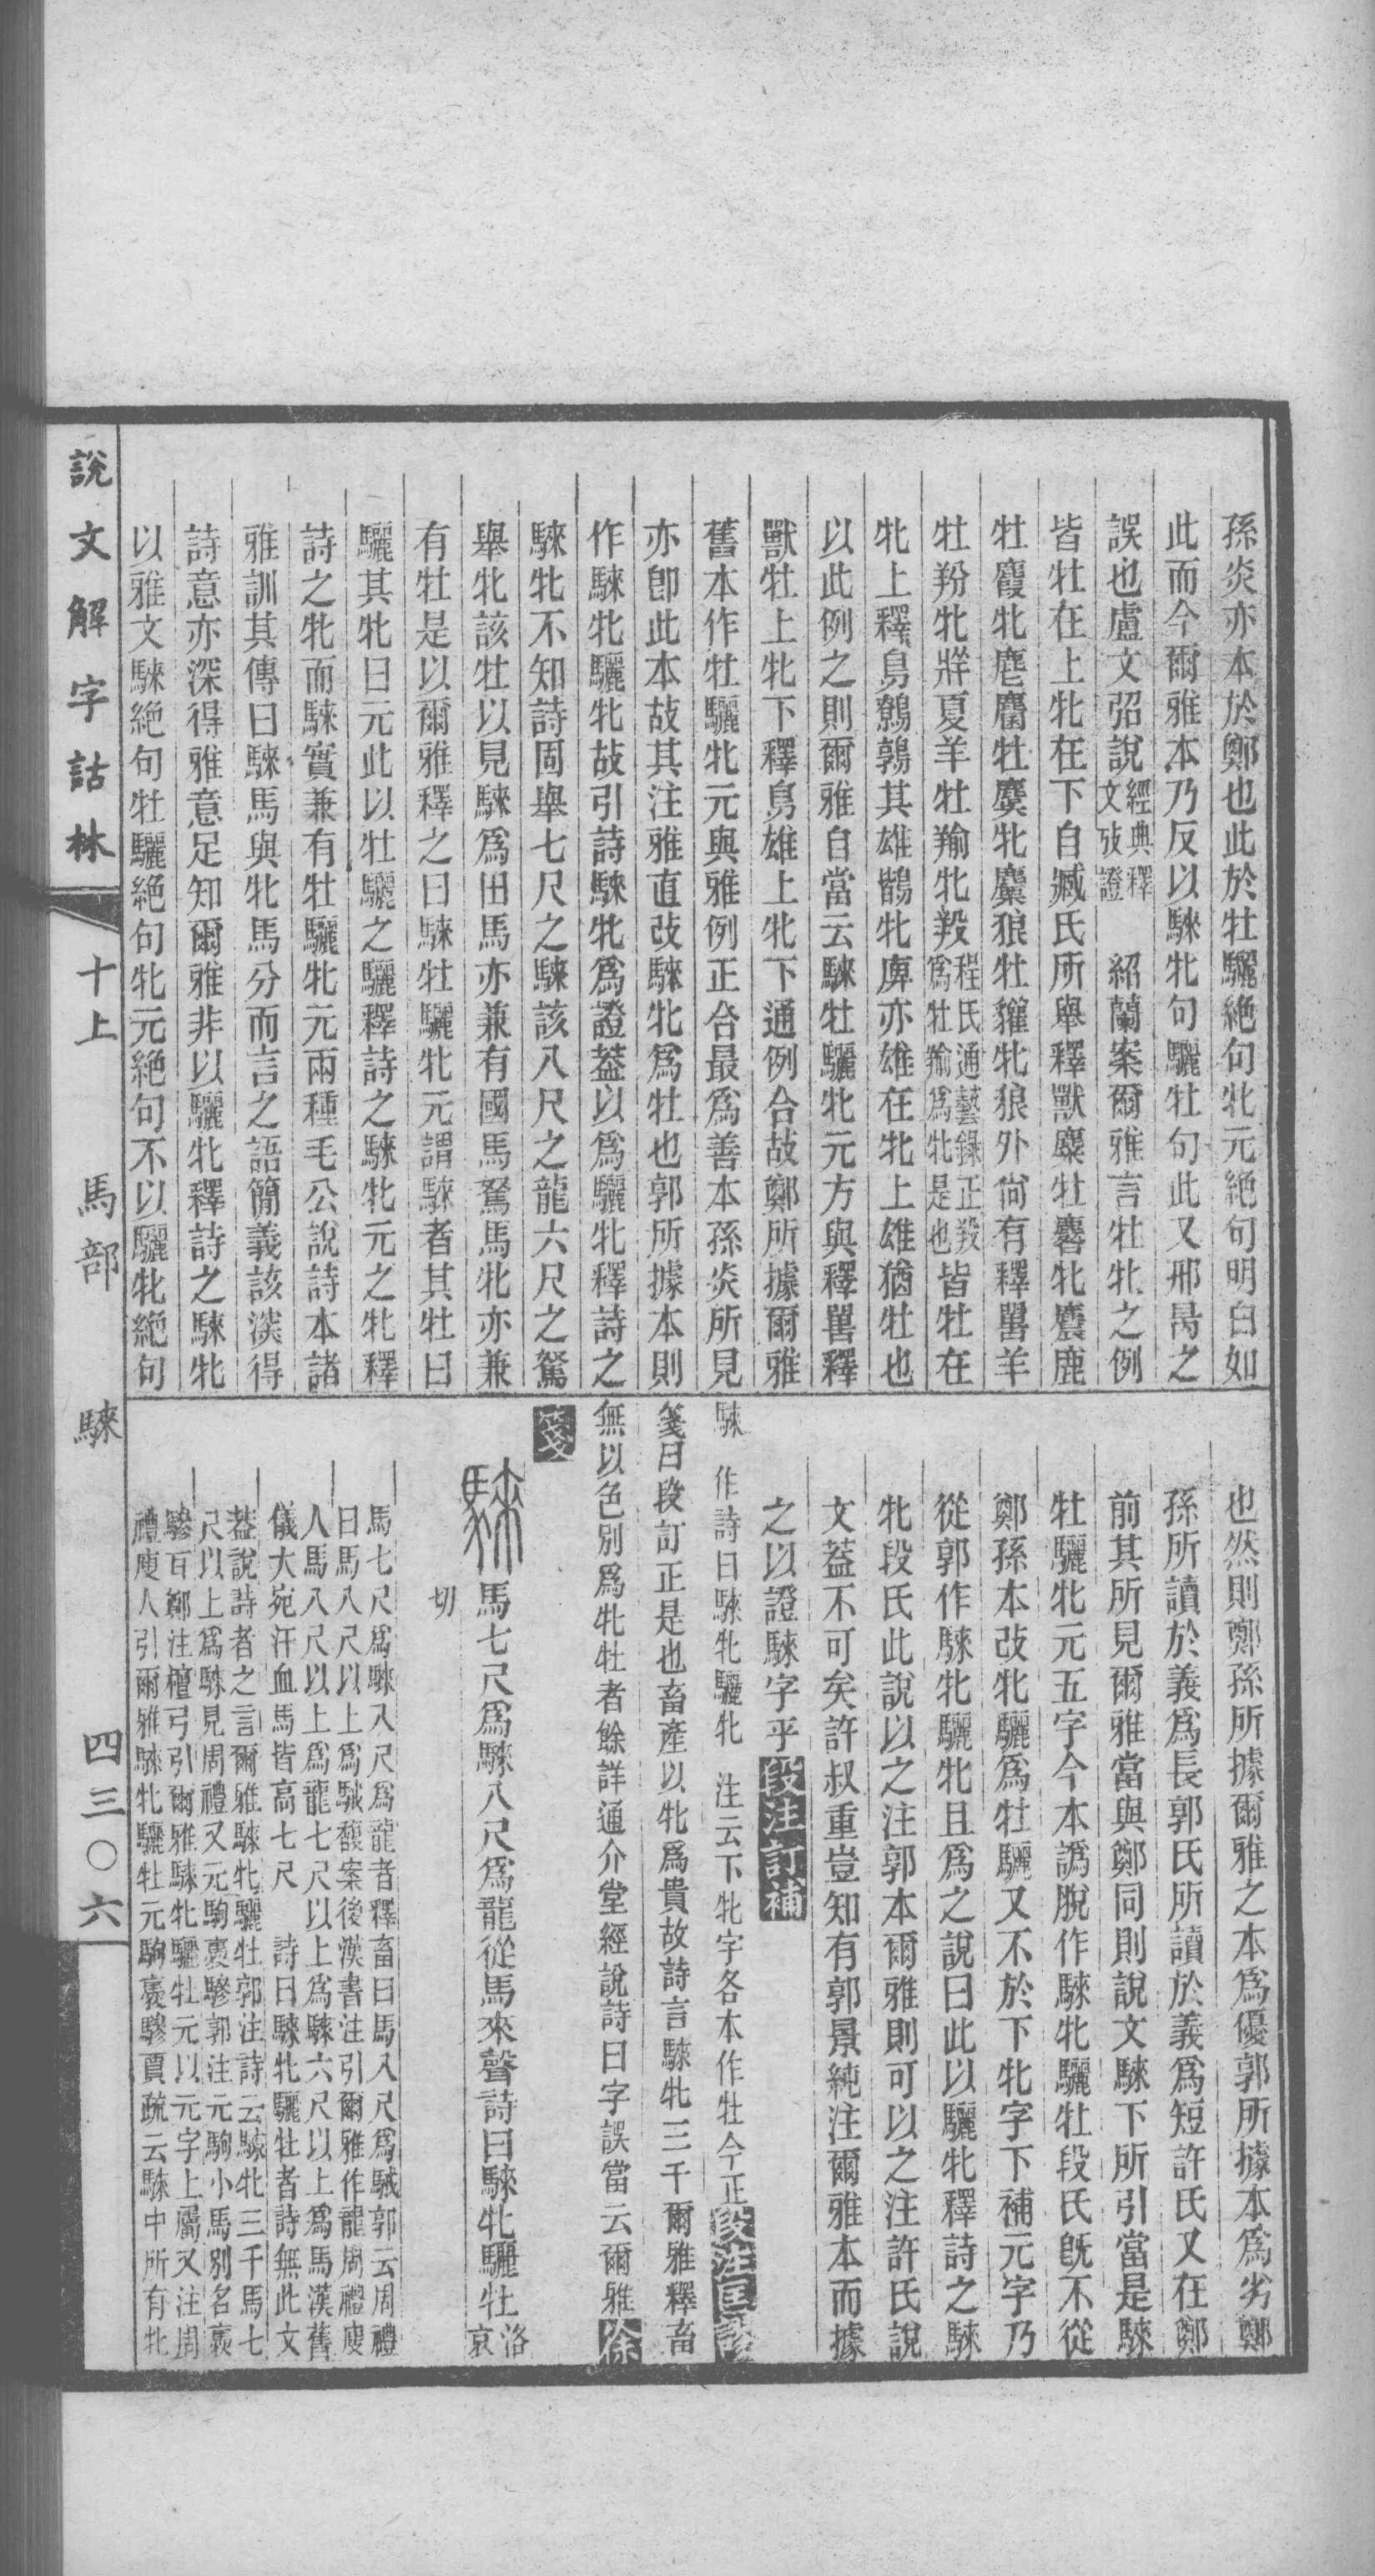 孫炎亦本於鄭也此於牡驪絶句牝元絶句明白如
此而今爾雅本乃反以騋牝句驪牡句此又邢昺之
誤也盧文弨說經典釋文攷證 紹蘭案爾雅言牡牝之例
皆牡在上牝在下自臧氏所舉釋獸麋牡麔牝麎鹿
牡麚牝麀麕牡麌牝麜狼牡獾牝狼外尙有釋嘼羊
牡羒牝牂夏羊牡羭牝羖程氏通藝錄正羖爲牡羭爲牝是也皆牡在
牝上釋鳥鷯鶉其雄鶛牝庳亦雄在牝上雄猶牡也
以此例之則爾雅自當云騋牡驪牝元方與釋嘼釋
獸牡上牝下釋鳥雄上牝下通例合故鄭所據爾雅
舊本作牡驪牝元與雅例正合最爲善本孫炎所見
亦卽此本故其注雅直改騋牝爲牡也郭所據本則
作騋牝驪牝故引詩騋牝爲證葢以爲驪牝釋詩之
騋牝不知詩固舉七尺之騋該八尺之龍六尺之駑
舉牝該牡以見騋爲田馬亦兼有國馬駑馬牝亦兼
有牡是以爾雅釋之曰騋牡驪牝元謂騋者其牡曰
驪其牝曰元此以牡驪之驪釋詩之騋牝元之牝釋
詩之牝而騋實兼有牡驪牝元兩種毛公說詩本諸
雅訓其傳曰騋馬與牝馬分而言之語簡義該淡得
詩意亦深得雅意足知爾雅非以驪牝釋詩之騋牝
以雅文騋絶句牡驪絶句牝元絶句不以驪牝絶句
也然則鄭孫所據爾雅之本爲優郭所據本爲劣鄭
孫所讀於義爲長郭氏所讀於義爲短許氏又在鄭
前其所見爾雅當與鄭同則說文騋下所引當是騋
牡驪牝元五字今本譌脫作騋牝驪牡段氏旣不從
鄭孫本改牝驪爲牡驪又不於下牝字下補元字乃
從郭作騋牝驪牝且爲之說曰此以驪牝釋詩之騋
牝段氏此說以之注郭本爾雅則可以之注許氏說
文葢不可矣許叔重豈知有郭景純注爾雅本而據
之以證騋字乎段注訂補
騋 作詩曰騋牝驪牝 注云下牝字各本作牡今正段注匡謬
箋曰段訂正是也畜產以牝爲貴故詩言騋牝三千爾雅釋畜
無以色別爲牝牡者餘詳通介堂經說詩曰字誤當云爾雅徐
箋
騋馬七尺爲騋八尺爲龍從馬來聲詩曰騋牝驪牡洛哀
切
馬七尺爲騋八尺爲龍者釋畜曰馬八尺爲駥郭云周禮
曰馬八尺以上爲駥馥案後漢書注引爾雅作龍周禮廋
人馬八尺以上爲龍七尺以上爲騋六尺以上爲馬漢舊
儀大宛汗血馬皆高七尺 詩曰騋牝驪牡者詩無此文
葢說詩者之言爾雅騋牝驪牡郭注詩云騋牝三千馬七
尺以上爲騋見周禮又元駒褭驂郭注元駒小馬別名褭
驂耳鄭注檀弓引爾雅騋牝驪牡元以元字上屬又注周
禮廋人引爾雅騋牝驪牡元駒褭驂賈疏云騋中所有牝
說文解字詁林 十上 馬部 騋 四三〇六